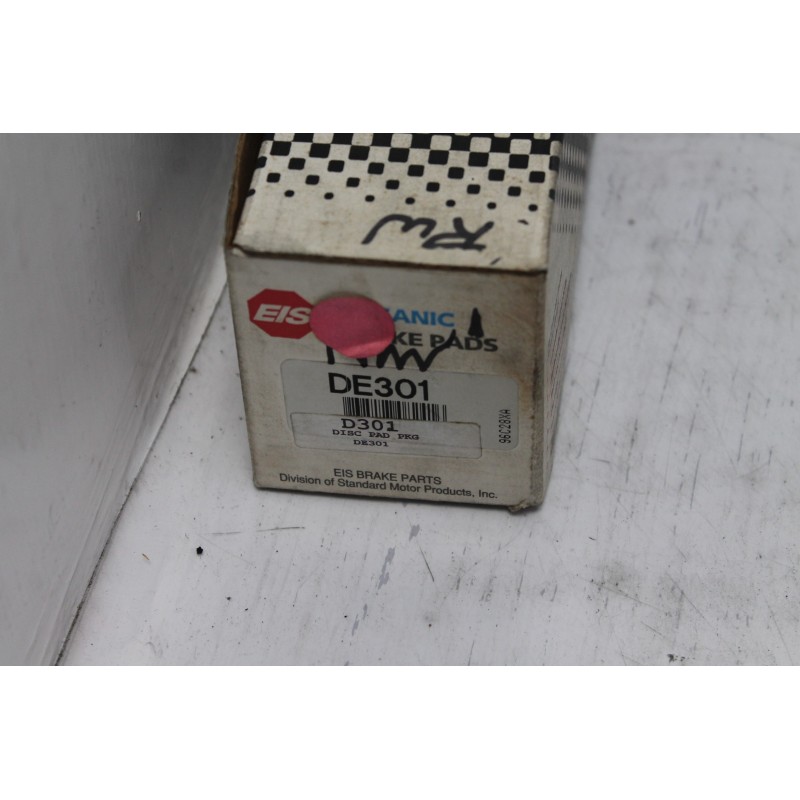 RW
EIS
ANIC
KE PADS
DE301
D301
DISC PAD PKG
DE301
96C28XA
EIS BRAKE PARTS
Division of Standard Motor Products, Inc.